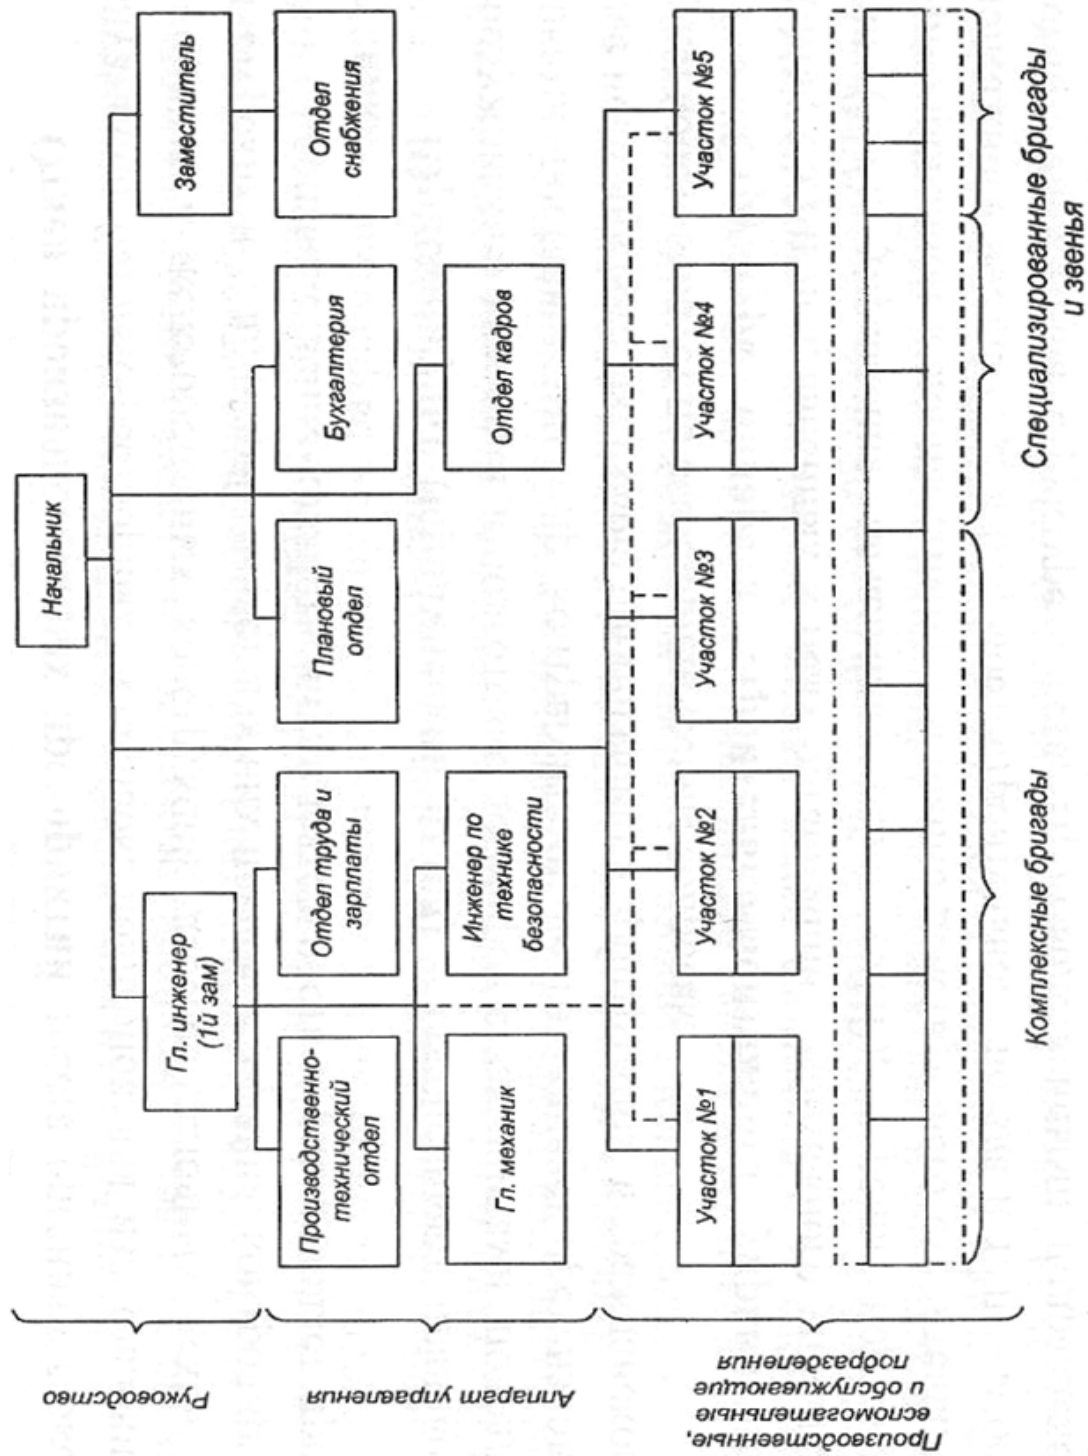 Руководство
Начальник
Гл. инженер
(1й зам)
Заместитель
Аппарат управления
Производственно-
технический
отдел
Отдел труда и
зарплаты
Плановый
отдел
Бухгалтерия
Отдел
снабжения
Гл. механик
Инженер по
технике
безопасности
Отдел кадров
Производственные,
вспомогательные
и обслуживающие
подразделения
Участок №1
Участок №2
Участок №3
Участок №4
Участок №5
Комплексные бригады
Специализированные бригады
и звенья